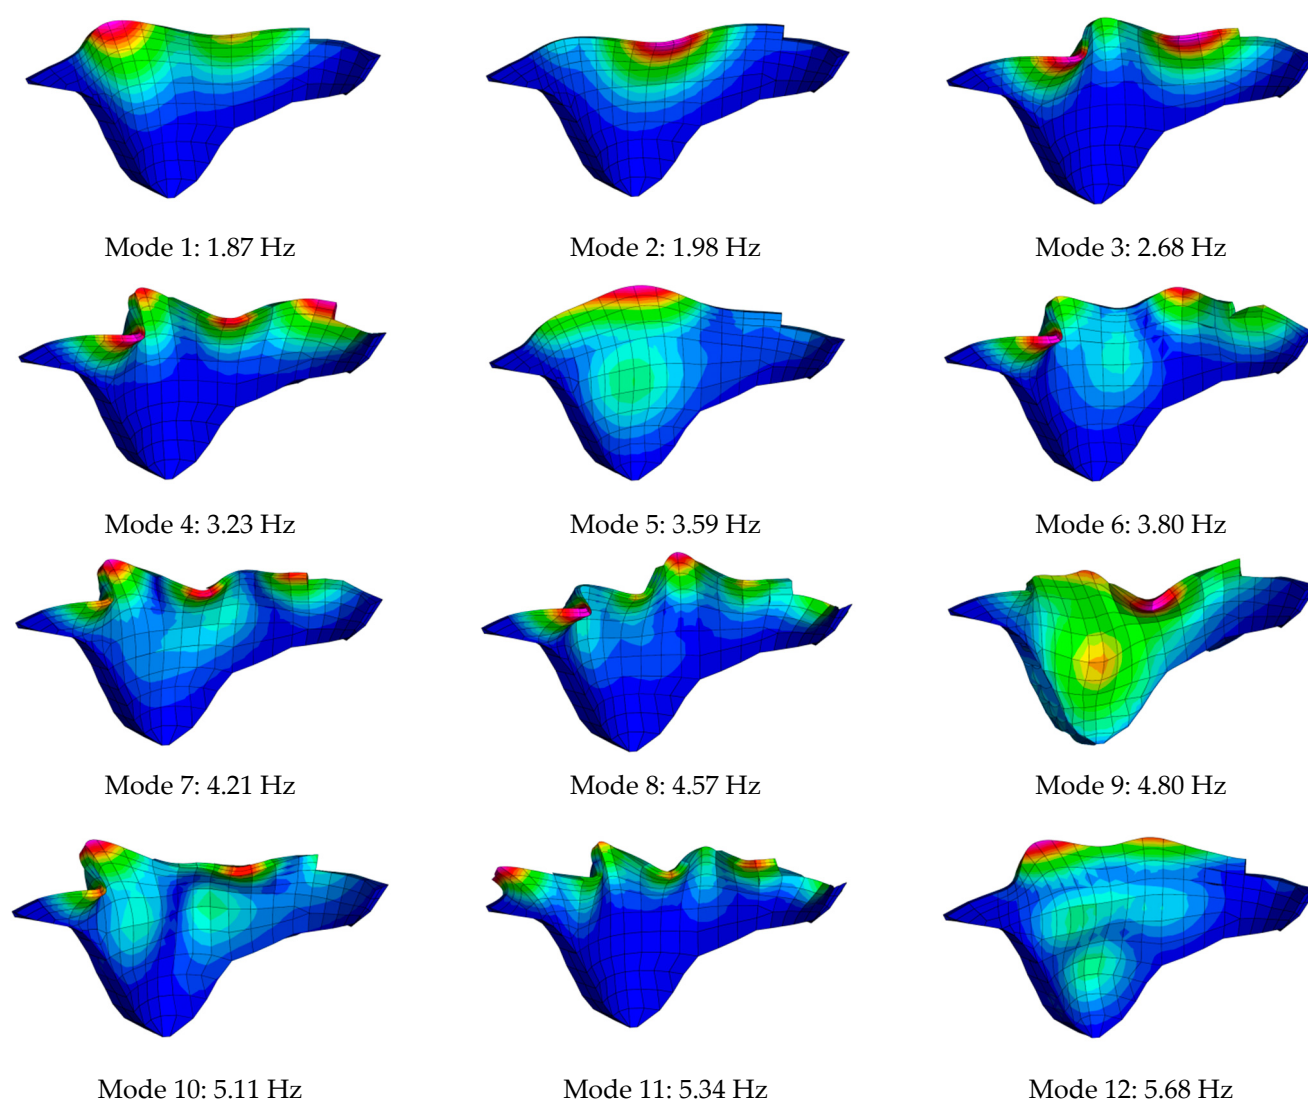 Mode 1: 1.87 Hz
Mode 2: 1.98 Hz
Mode 3: 2.68 Hz
Mode 4: 3.23 Hz
Mode 5: 3.59 Hz
Mode 6: 3.80 Hz
Mode 7: 4.21 Hz
Mode 8: 4.57 Hz
Mode 9: 4.80 Hz
Mode 10: 5.11 Hz
Mode 11: 5.34 Hz
Mode 12: 5.68 Hz